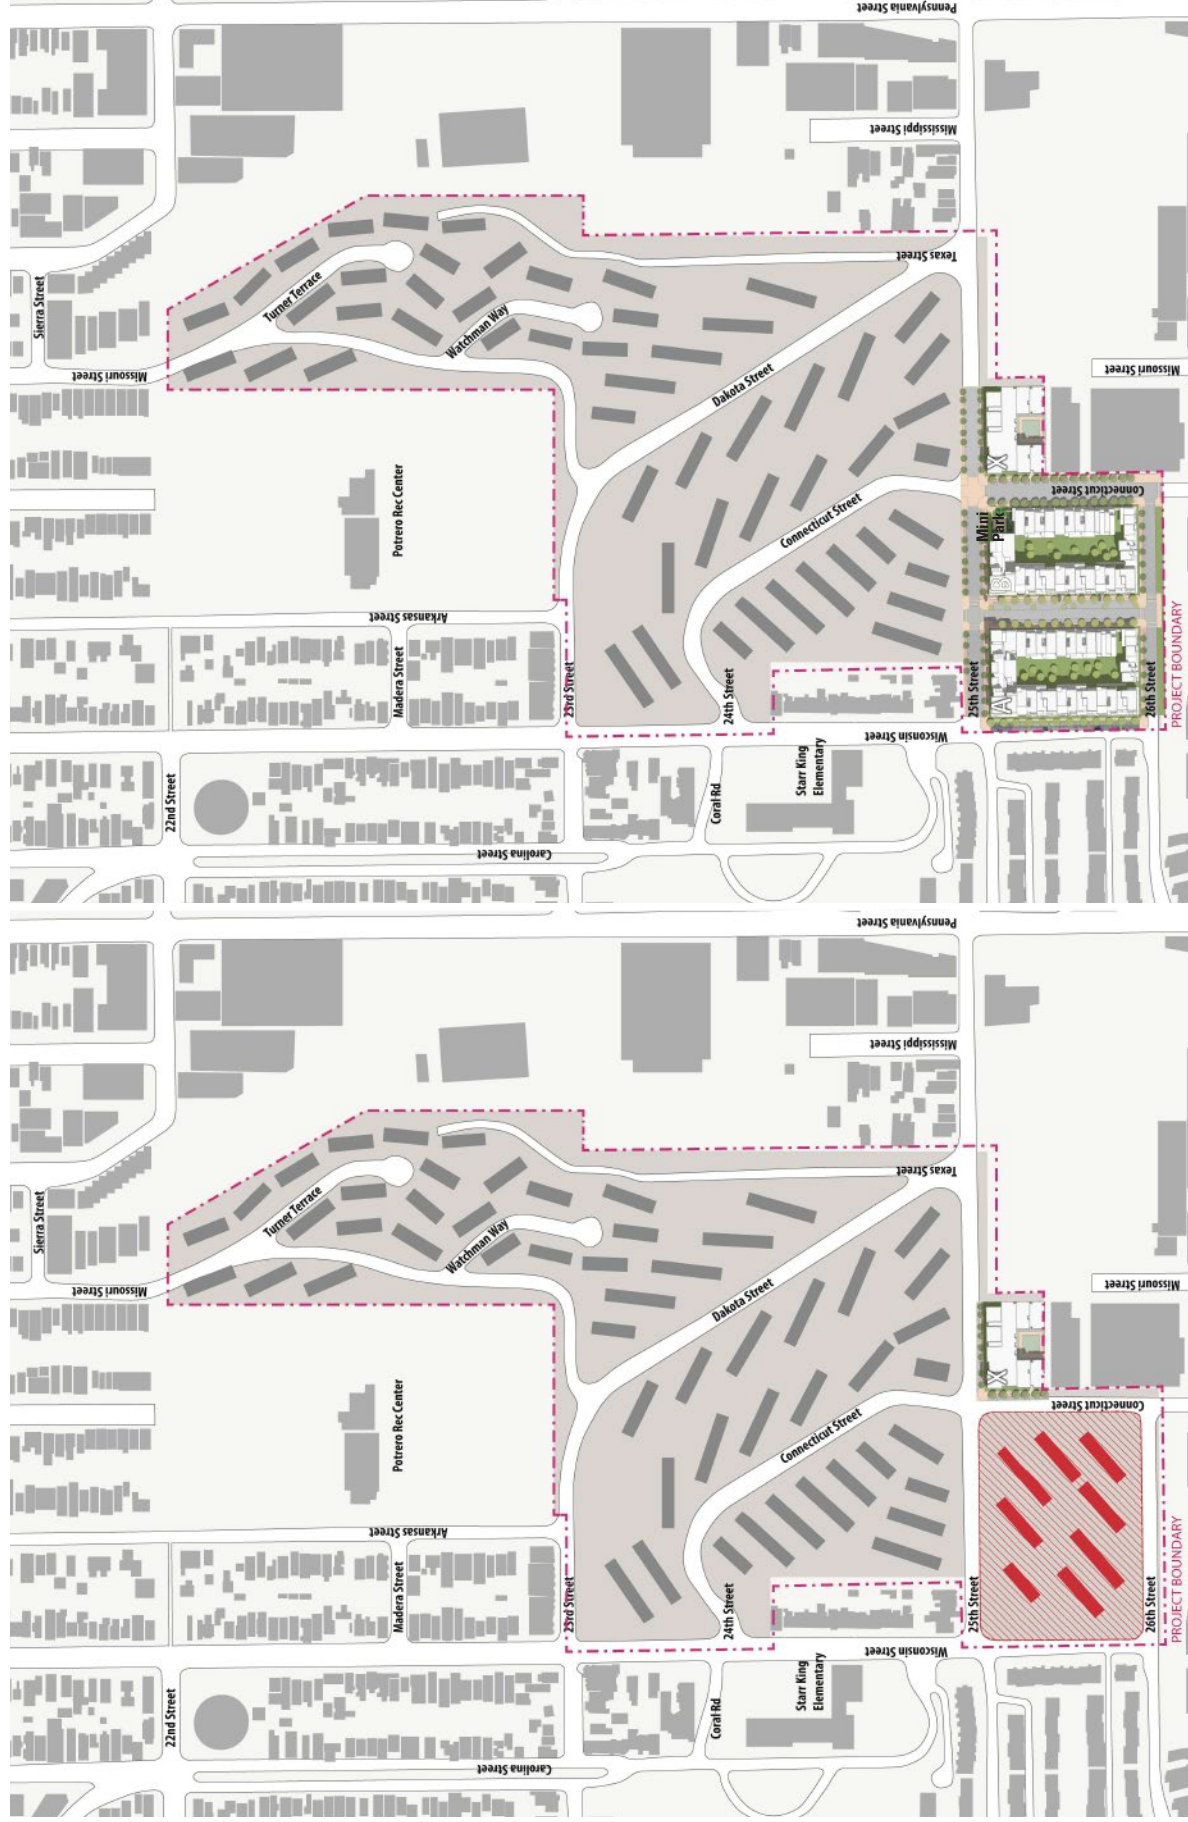 Pennsylvania Street
Mississippi Street
Sierra Street
Turner Terrace
Texas Street
Watchman Way
Missouri Street
Missouri Street
Dakota Street
X
Potrero Rec Center
Connecticut Street
Connecticut Street
Mini
Park
B
Arkansas Street
Madera Street
23rd Street
24th Street
25th Street
A
26th Street
PROJECT BOUNDARY
Wisconsin Street
22nd Street
Coral Rd
Starr King
Elementary
Carolina Street
Pennsylvania Street
Mississippi Street
Sierra Street
Turner Terrace
Texas Street
Watchman Way
Missouri Street
Missouri Street
Dakota Street
X
Potrero Rec Center
Connecticut Street
Connecticut Street
Arkansas Street
Madera Street
23rd Street
24th Street
25th Street
26th Street
PROJECT BOUNDARY
Wisconsin Street
22nd Street
Coral Rd
Starr King
Elementary
Carolina Street